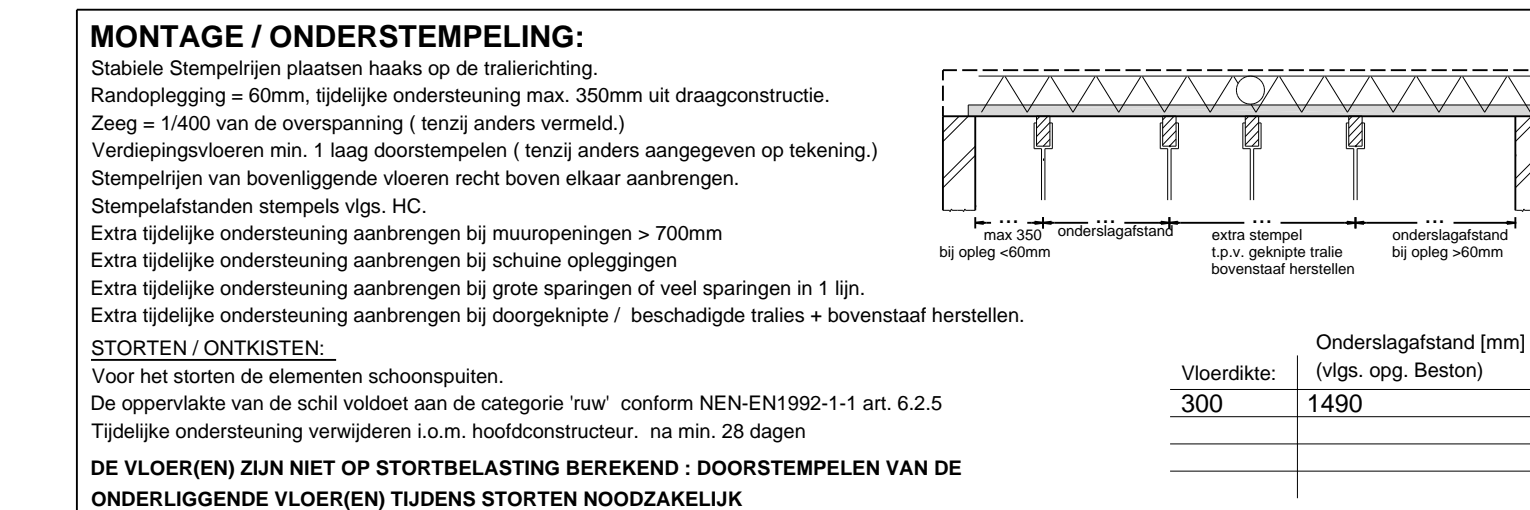 MONTAGE / ONDERSTEMPELING:
Stabiele Stempelrijen plaatsen haaks op de tralierichting.
Randoplegging = 60mm, tijdelijke ondersteuning max. 350mm uit draagconstructie.
Zeeg = 1/400 van de overspanning ( tenzij anders vermeld.)
Verdiepingsvloeren min. 1 laag doorstempelen ( tenzij anders aangegeven op tekening.)
Stempelrijen van bovenliggende vloeren recht boven elkaar aanbrengen.
Stempelafstanden stempels vlgs. HC.
Extra tijdelijke ondersteuning aanbrengen bij muuropeningen > 700mm
Extra tijdelijke ondersteuning aanbrengen bij schuine opleggingen
Extra tijdelijke ondersteuning aanbrengen bij grote sparingen of veel sparingen in 1 lijn.
Extra tijdelijke ondersteuning aanbrengen bij doorgeknipte / beschadigde tralies + bovenstaaf herstellen.
... ... ... ...
max 350
bij opleg <60mm
onderslagafstand
extra stempel
t.p.v. geknipte tralie
bovenstaaf herstellen
onderslagafstand
bij opleg >60mm
STORTEN / ONTKISTEN:
Voor het storten de elementen schoonspuiten.
De oppervlakte van de schil voldoet aan de categorie 'ruw' conform NEN-EN1992-1-1 art. 6.2.5
Tijdelijke ondersteuning verwijderen i.o.m. hoofdconstructeur. na min. 28 dagen
DE VLOER(EN) ZIJN NIET OP STORTBELASTING BEREKEND : DOORSTEMPELEN VAN DE
ONDERLIGGENDE VLOER(EN) TIJDENS STORTEN NOODZAKELIJK
Onderslagafstand [mm]
Vloerdikte: (vlgs. opg. Beston)
300 1490